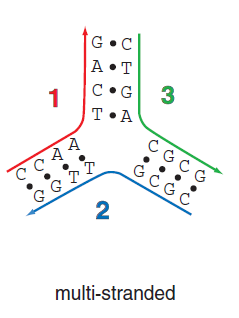 G • C
A • T
C • G
T • A
1
3
C C A A
G G T T
C G C G
G C G C
2
multi-stranded